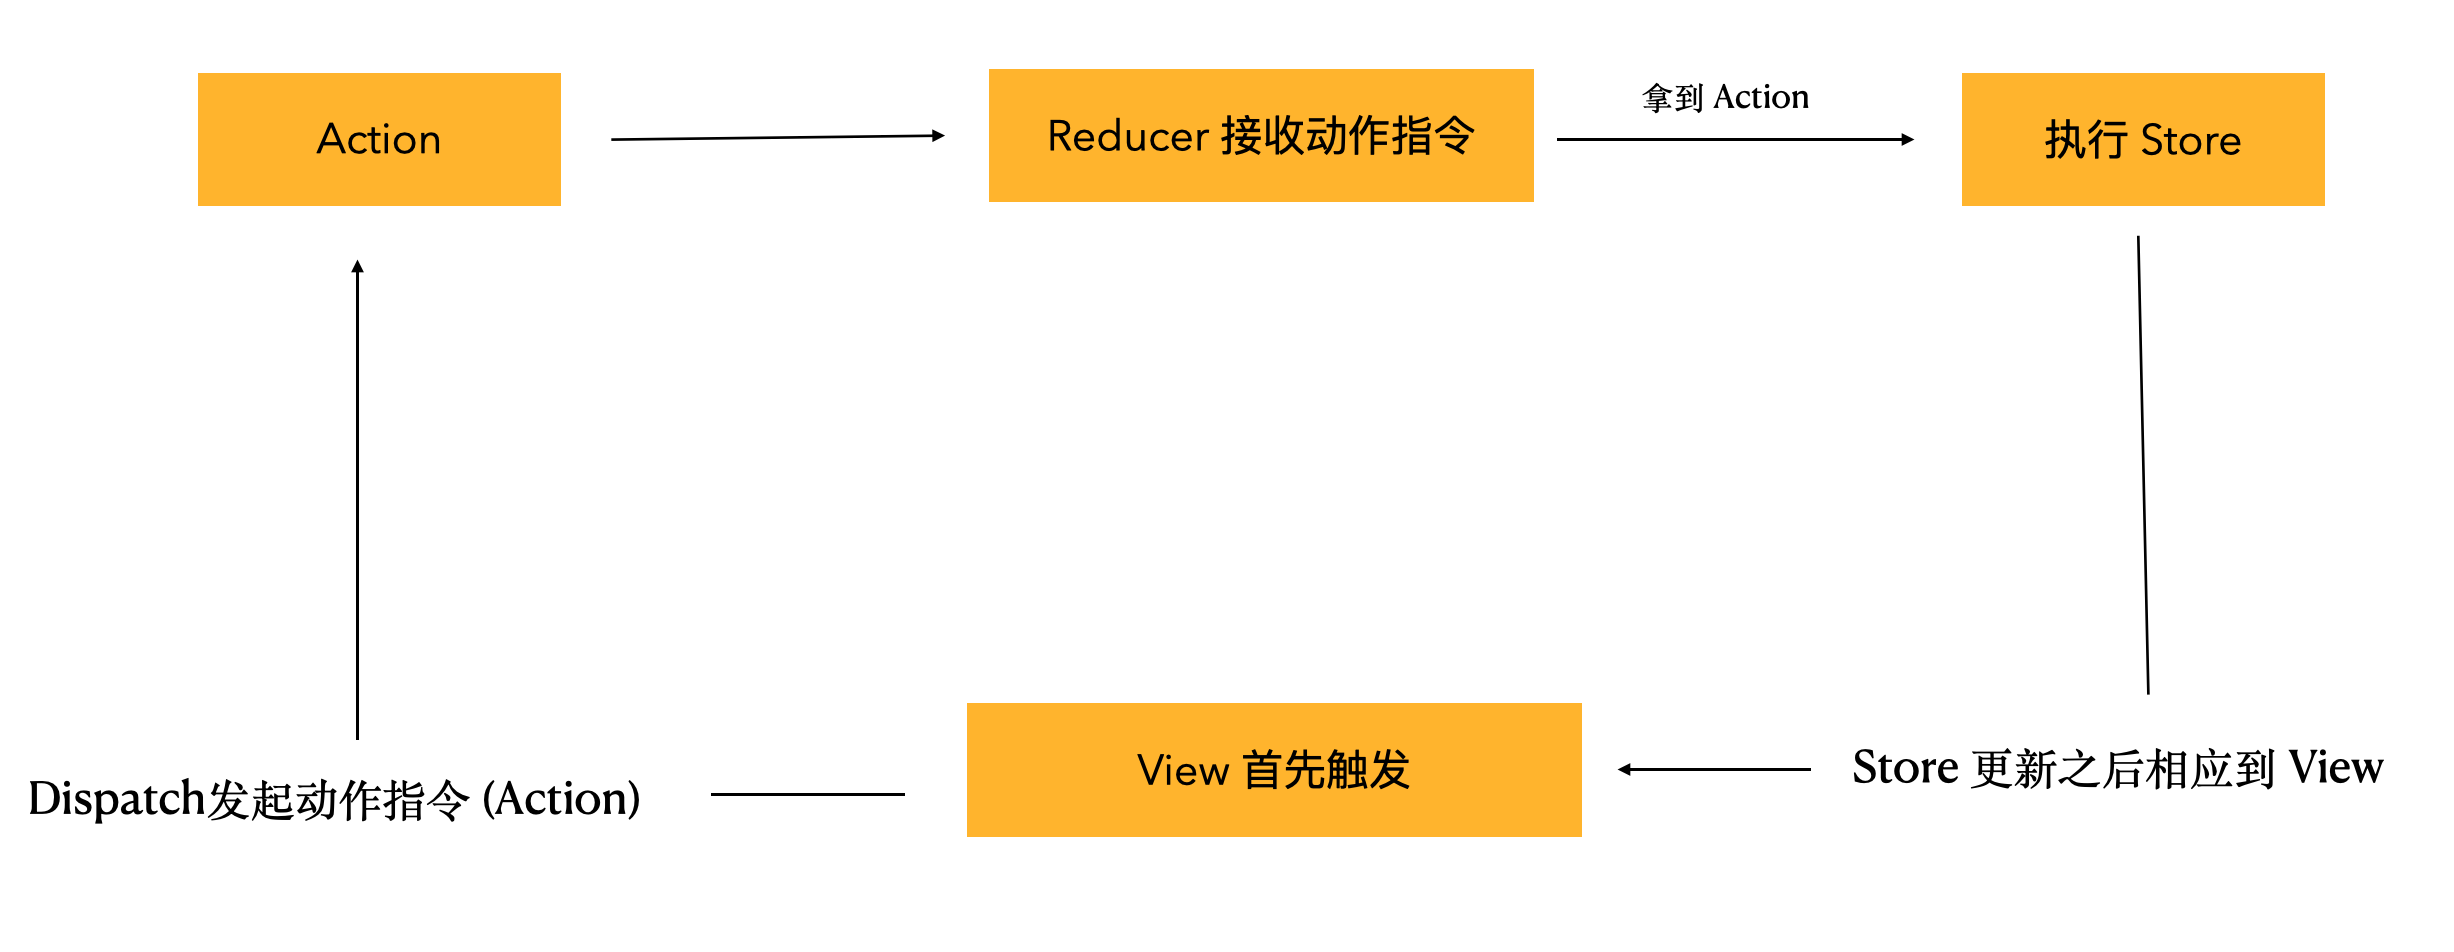 Action
Reducer 接收动作指令
拿到 Action
执行 Store
Dispatch发起动作指令 (Action)
View 首先触发
Store 更新之后相应到 View